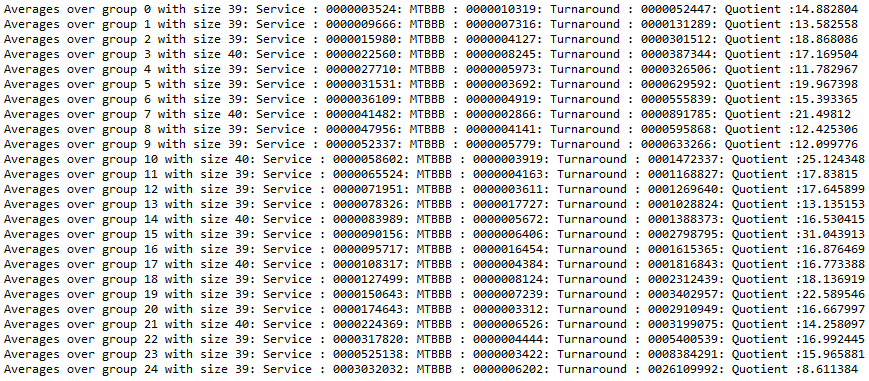 Averages over group 0 with size 39: Service : 0000003524: MTBBB : 0000010319: Turnaround : 0000052447: Quotient :14.882804
Averages over group 1 with size 39: Service : 0000009666: MTBBB : 0000007316: Turnaround : 0000131289: Quotient :13.582558
Averages over group 2 with size 39: Service : 0000015980: MTBBB : 0000004127: Turnaround : 0000301512: Quotient :18.868086
Averages over group 3 with size 40: Service : 0000022560: MTBBB : 0000008245: Turnaround : 0000387344: Quotient :17.169504
Averages over group 4 with size 39: Service : 0000027710: MTBBB : 0000005973: Turnaround : 0000326506: Quotient :11.782967
Averages over group 5 with size 39: Service : 0000031531: MTBBB : 0000003692: Turnaround : 0000629592: Quotient :19.967398
Averages over group 6 with size 39: Service : 0000036109: MTBBB : 0000004919: Turnaround : 0000555839: Quotient :15.393365
Averages over group 7 with size 40: Service : 0000041482: MTBBB : 0000002866: Turnaround : 0000891785: Quotient :21.49812
Averages over group 8 with size 39: Service : 0000047956: MTBBB : 0000004141: Turnaround : 0000595868: Quotient :12.425306
Averages over group 9 with size 39: Service : 0000052337: MTBBB : 0000005779: Turnaround : 0000633266: Quotient :12.099776
Averages over group 10 with size 40: Service : 0000058602: MTBBB : 0000003919: Turnaround : 0001472337: Quotient :25.124348
Averages over group 11 with size 39: Service : 0000065524: MTBBB : 0000004163: Turnaround : 0001168827: Quotient :17.83815
Averages over group 12 with size 39: Service : 0000071951: MTBBB : 0000003611: Turnaround : 0001269640: Quotient :17.645899
Averages over group 13 with size 39: Service : 0000078326: MTBBB : 0000017727: Turnaround : 0001028824: Quotient :13.135153
Averages over group 14 with size 40: Service : 0000083989: MTBBB : 0000005672: Turnaround : 0001388373: Quotient :16.530415
Averages over group 15 with size 39: Service : 0000090156: MTBBB : 0000006406: Turnaround : 0002798795: Quotient :31.043913
Averages over group 16 with size 39: Service : 0000095717: MTBBB : 0000016454: Turnaround : 0001615365: Quotient :16.876469
Averages over group 17 with size 40: Service : 0000108317: MTBBB : 0000004384: Turnaround : 0001816843: Quotient :16.773388
Averages over group 18 with size 39: Service : 0000127499: MTBBB : 0000008124: Turnaround : 0002312439: Quotient :18.136919
Averages over group 19 with size 39: Service : 0000150643: MTBBB : 0000007239: Turnaround : 0003402957: Quotient :22.589546
Averages over group 20 with size 39: Service : 0000174643: MTBBB : 0000003312: Turnaround : 0002910949: Quotient :16.667997
Averages over group 21 with size 40: Service : 0000224369: MTBBB : 0000006526: Turnaround : 0003199075: Quotient :14.258097
Averages over group 22 with size 39: Service : 0000317820: MTBBB : 0000004444: Turnaround : 0005400539: Quotient :16.992445
Averages over group 23 with size 39: Service : 0000525138: MTBBB : 0000003422: Turnaround : 0008384291: Quotient :15.965881
Averages over group 24 with size 39: Service : 0003032032: MTBBB : 0000006202: Turnaround : 0026109992: Quotient :8.611384